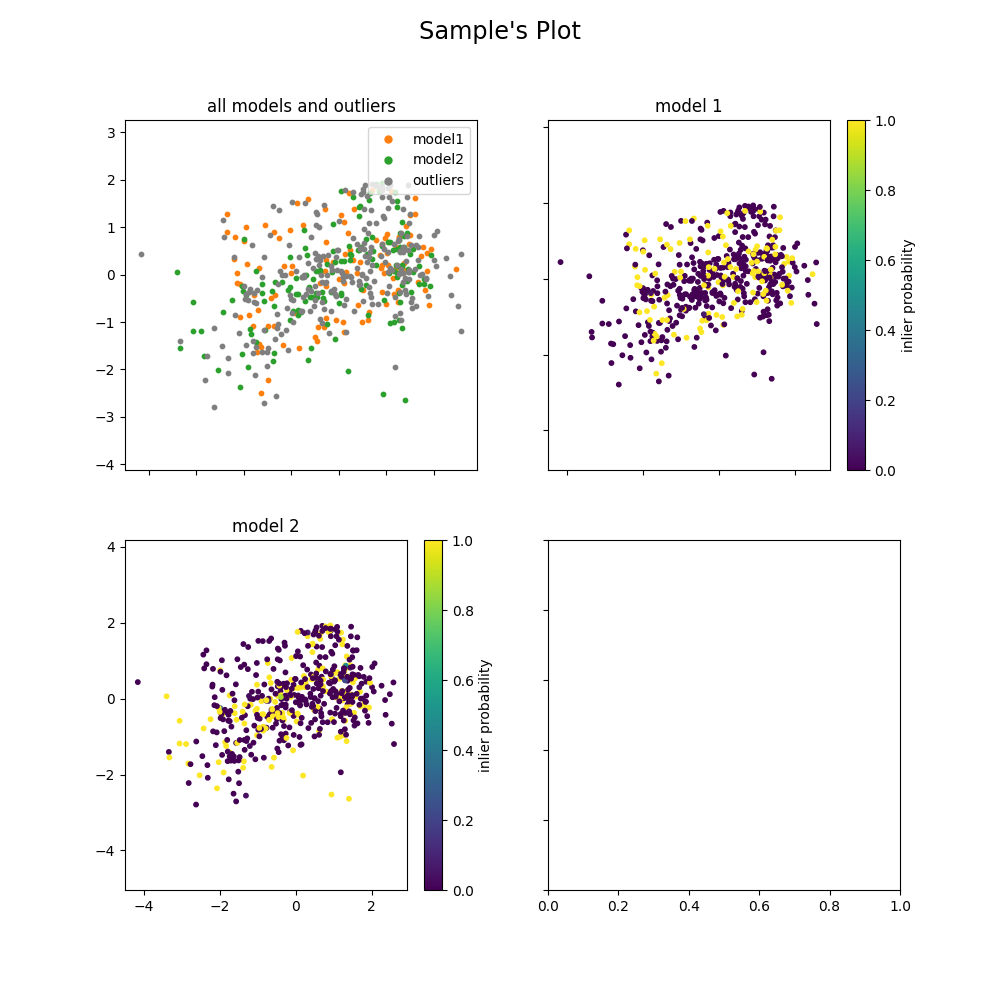 Sample's Plot
all models and outliers
3
2
1
0
−1
−2
−3
−4
model1
model2
outliers
model 1
1.0
0.8
0.6
0.4
0.2
0.0
inlier probability
model 2
4
2
0
−2
−4
−4 −2 0 2
1.0
0.8
0.6
0.4
0.2
0.0
inlier probability
0.0 0.2 0.4 0.6 0.8 1.0